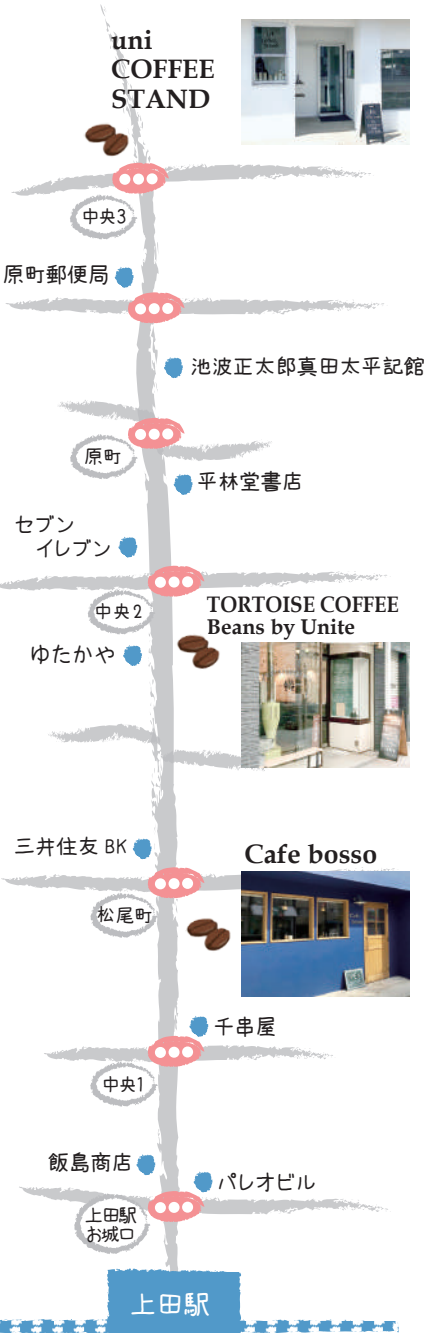 uni
COFFEE
STAND
中央3
原町郵便局
池波正太郎真田太平記館
原町
平林堂書店
セブン
イレブン
中央2
TORTOISE COFFEE
Beans by Unite
ゆたかや
三井住友 BK
Cafe bosso
松尾町
千串屋
中央1
飯島商店
パレオビル
上田駅
お城口
上田駅